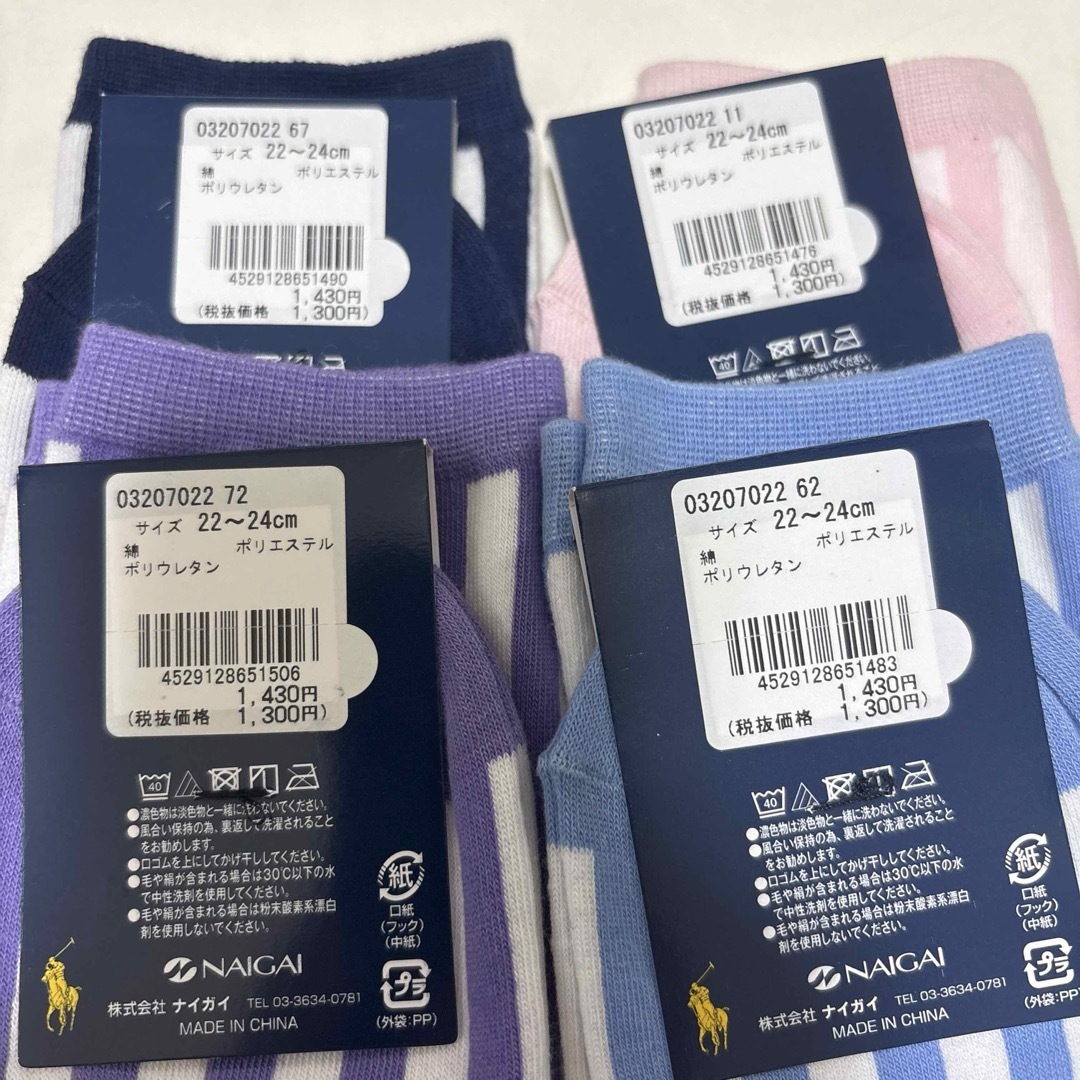 03207022 67
サイズ 22～24cm
綿 ポリエステル
ポリウレタン
4529128651490
1,430円
(税抜価格 1,300円)
03207022 11
サイズ 22～24cm
綿 ポリエステル
ポリウレタン
4529128651476
1,430円
(税抜価格 1,300円)
40
03207022 72
サイズ 22～24cm
綿 ポリエステル
ポリウレタン
4529128651506
1,430円
(税抜価格 1,300円)
40
●濃色物は淡色物と一緒に洗わないでください。
●風合い保持の為、裏返して洗濯されること
をお勧めします。
●口ゴムを上にしてかげ干ししてください。
●毛や絹が含まれる場合は30℃以下の水
で中性洗剤を使用してください。
●毛や絹が含まれる場合は粉末酸素系漂白
剤を使用しないでください。
紙
口紙
(フック)
(中紙)
NAIGAI
株式会社 ナイガイ TEL 03-3634-0781
MADE IN CHINA
プラ
(外袋:PP)
03207022 62
サイズ 22～24cm
綿 ポリエステル
ポリウレタン
4529128651483
1,430円
(税抜価格 1,300円)
40
●濃色物は淡色物と一緒に洗わないでください。
●風合い保持の為、裏返して洗濯されること
をお勧めします。
●口ゴムを上にしてかげ干ししてください。
●毛や絹が含まれる場合は30℃以下の水
で中性洗剤を使用してください。
●毛や絹が含まれる場合は粉末酸素系漂白
剤を使用しないでください。
紙
口紙
(フック)
(中紙)
NAIGAI
株式会社 ナイガイ TEL 03-3634-0781
MADE IN CHINA
プラ
(外袋:PP)